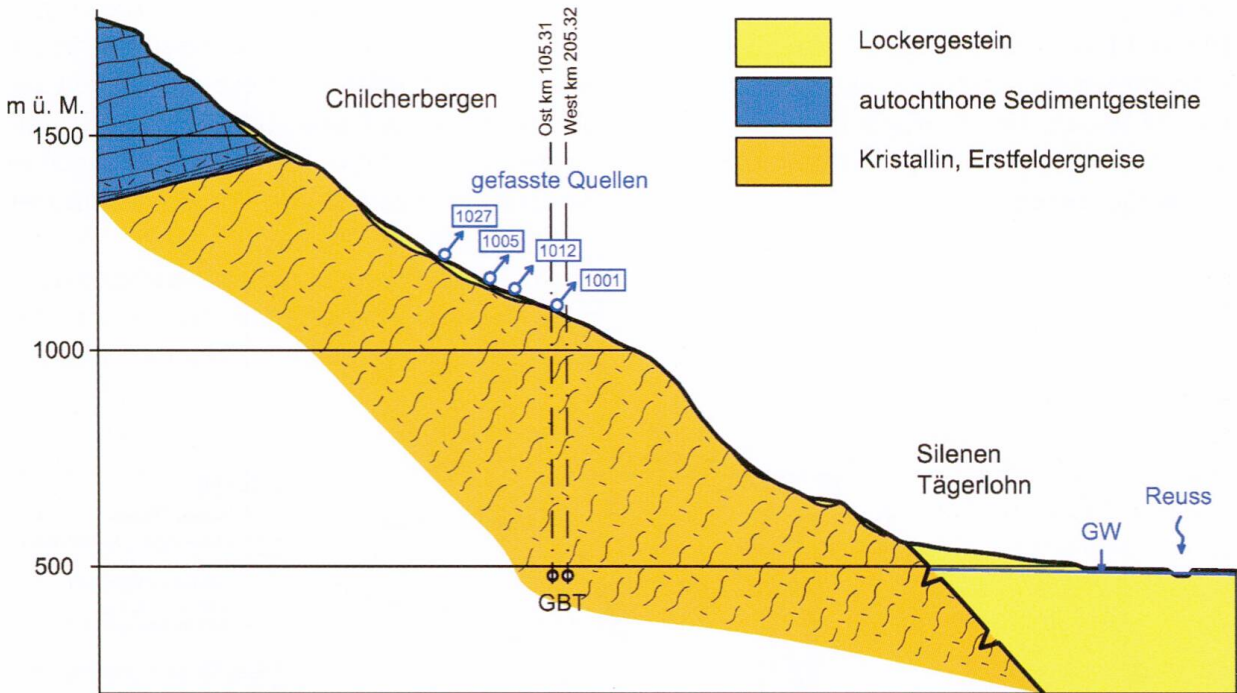 Lockergestein
autochthone Sedimentgesteine
Kristallin, Erstfeldergneise
m ü. M.
1500
1000
500
Chilcherbergen
Ost km 105.31
West km 205.32
gefasste Quellen
1027
1005
1012
1001
GBT
Silenen
Tägerlohn
GW
Reuss